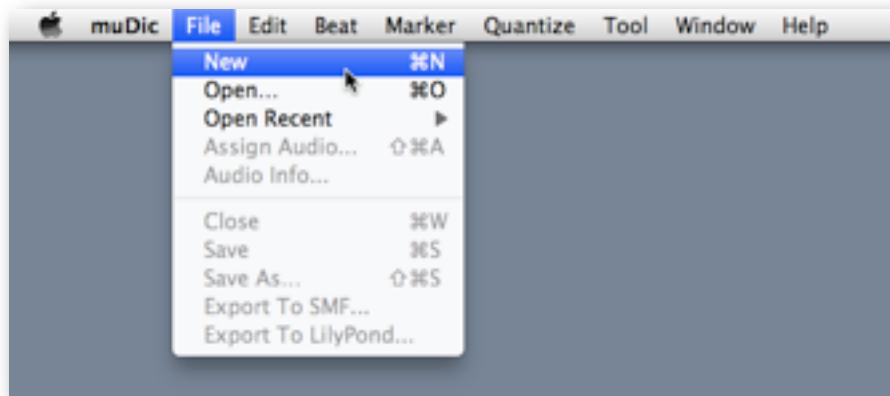 muDic File Edit Beat Marker Quantize Tool Window Help
New ⌘N
Open... ⌘O
Open Recent ▶
Assign Audio... ⇧⌘A
Audio Info...
Close ⌘W
Save ⌘S
Save As... ⇧⌘S
Export To SMF...
Export To LilyPond...